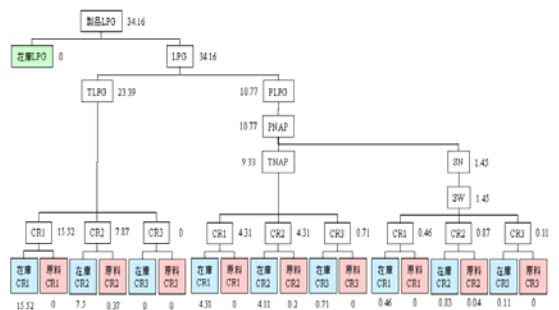 製品LPG 34.16
在庫LPG 0 LPG 34.16
TLPG 23.39 10.77 PLPG
10.77 PNAP
9.33 TNAP SN 1.45
SW 1.45
CR1 15.52 CR2 7.87 CR3 0 CR1 4.31 CR2 4.31 CR3 0.71 CR1 0.46 CR2 0.87 CR3 0.11
在庫 原料 在庫 原料 在庫 原料 在庫 原料 在庫 原料 在庫 原料 在庫 原料 在庫 原料 在庫 原料
CR1 CR1 CR2 CR2 CR3 CR3 CR1 CR1 CR2 CR2 CR3 CR3 CR1 CR1 CR2 CR2 CR3 CR3
15.52 0 7.5 0.37 0 0 4.31 0 4.11 0.2 0.71 0 0.46 0 0.83 0.04 0.11 0